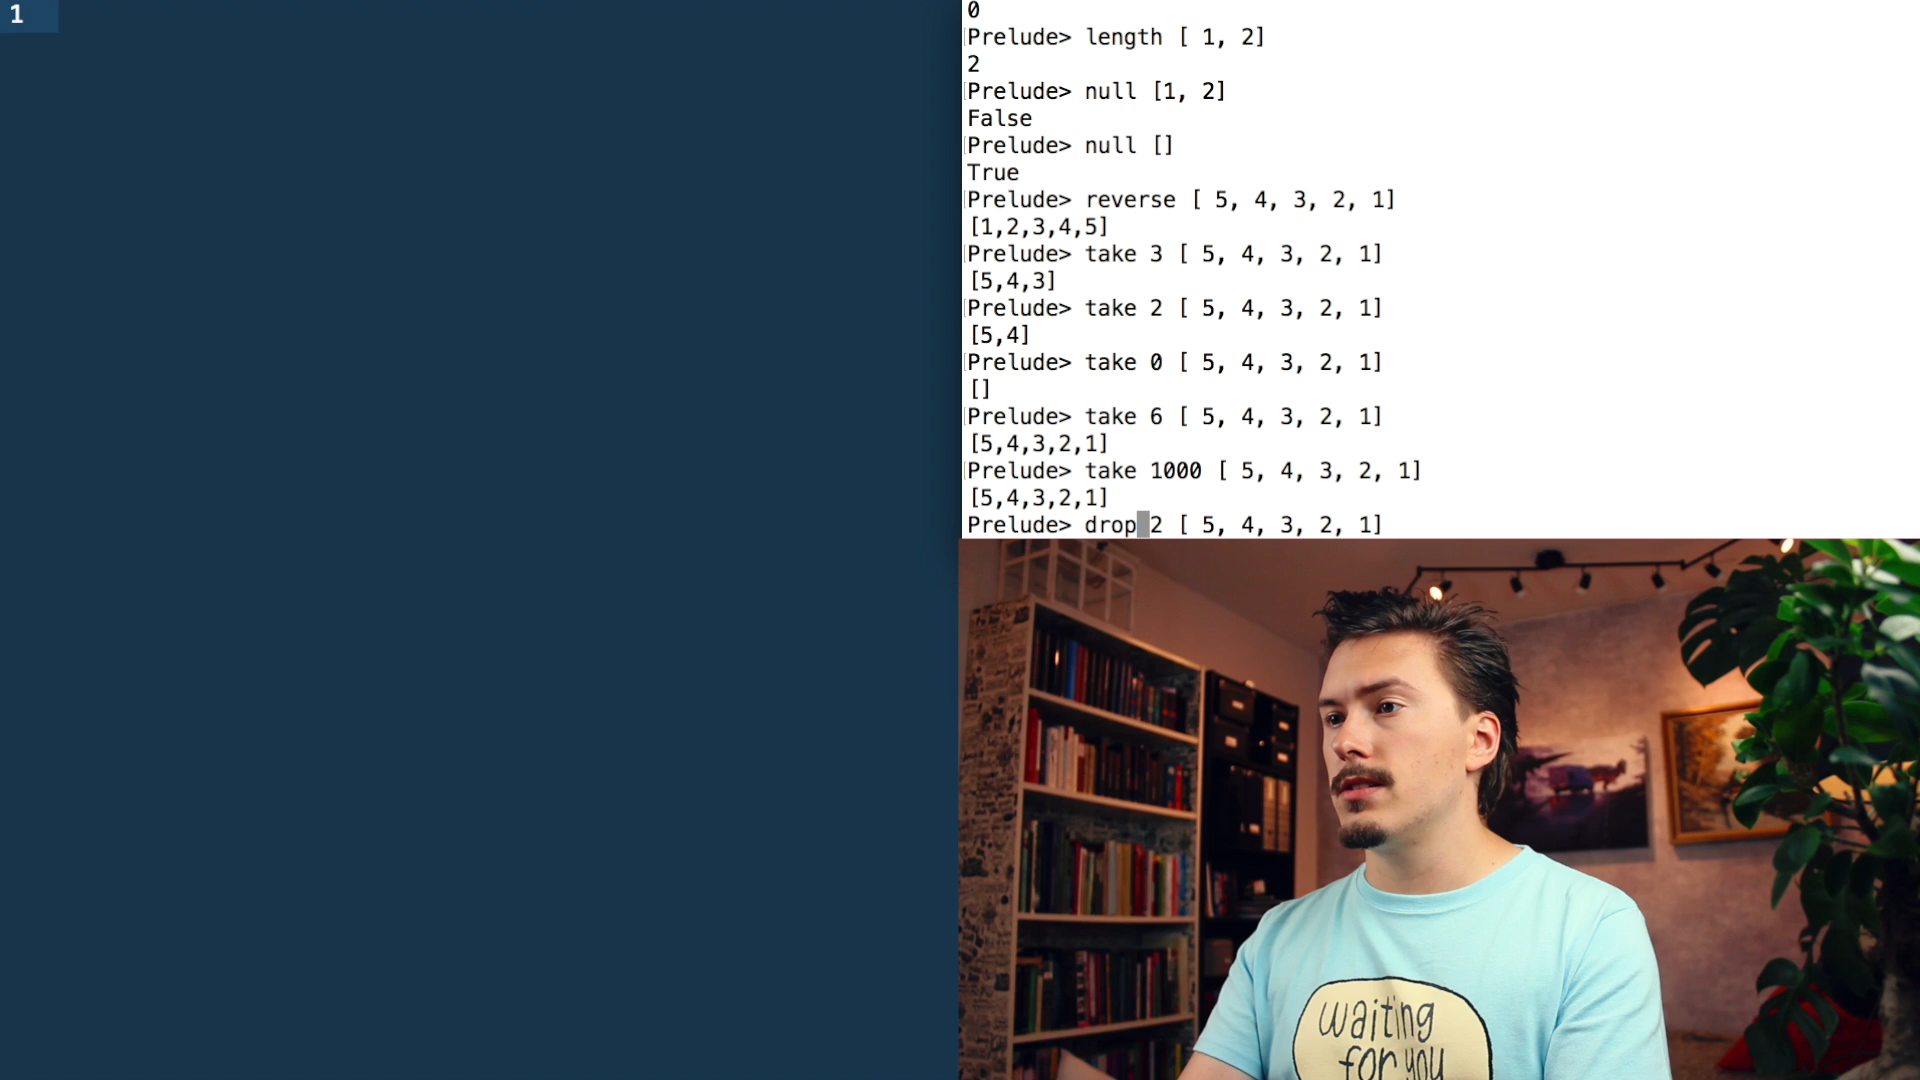 1
0
Prelude> length [ 1, 2]
2
Prelude> null [1, 2]
False
Prelude> null []
True
Prelude> reverse [ 5, 4, 3, 2, 1]
[1,2,3,4,5]
Prelude> take 3 [ 5, 4, 3, 2, 1]
[5,4,3]
Prelude> take 2 [ 5, 4, 3, 2, 1]
[5,4]
Prelude> take 0 [ 5, 4, 3, 2, 1]
[]
Prelude> take 6 [ 5, 4, 3, 2, 1]
[5,4,3,2,1]
Prelude> take 1000 [ 5, 4, 3, 2, 1]
[5,4,3,2,1]
Prelude> drop 2 [ 5, 4, 3, 2, 1]
waiting
for you